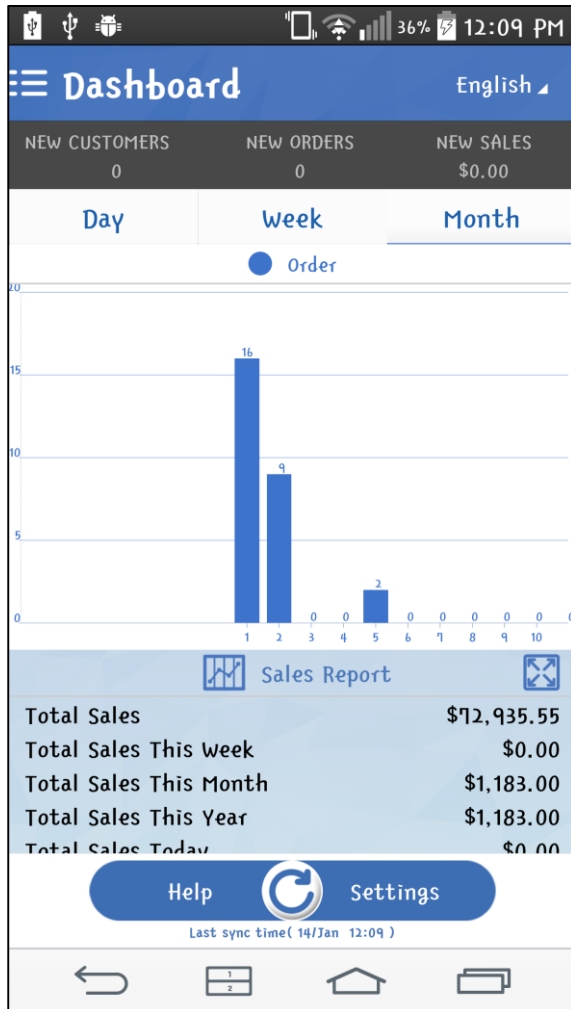 36% 12:09 PM
Dashboard English
NEW CUSTOMERS NEW ORDERS NEW SALES
0 0 $0.00
Day Week Month
Order
20
16
15
10
9
5
2
0 0 0 0 0 0 0 0
1 2 3 4 5 6 7 8 9 10
Sales Report
Total Sales $72,935.55
Total Sales This Week $0.00
Total Sales This Month $1,183.00
Total Sales This Year $1,183.00
Total Sales Today $0.00
Help Settings
Last sync time( 14/Jan 12:09 )
1
2